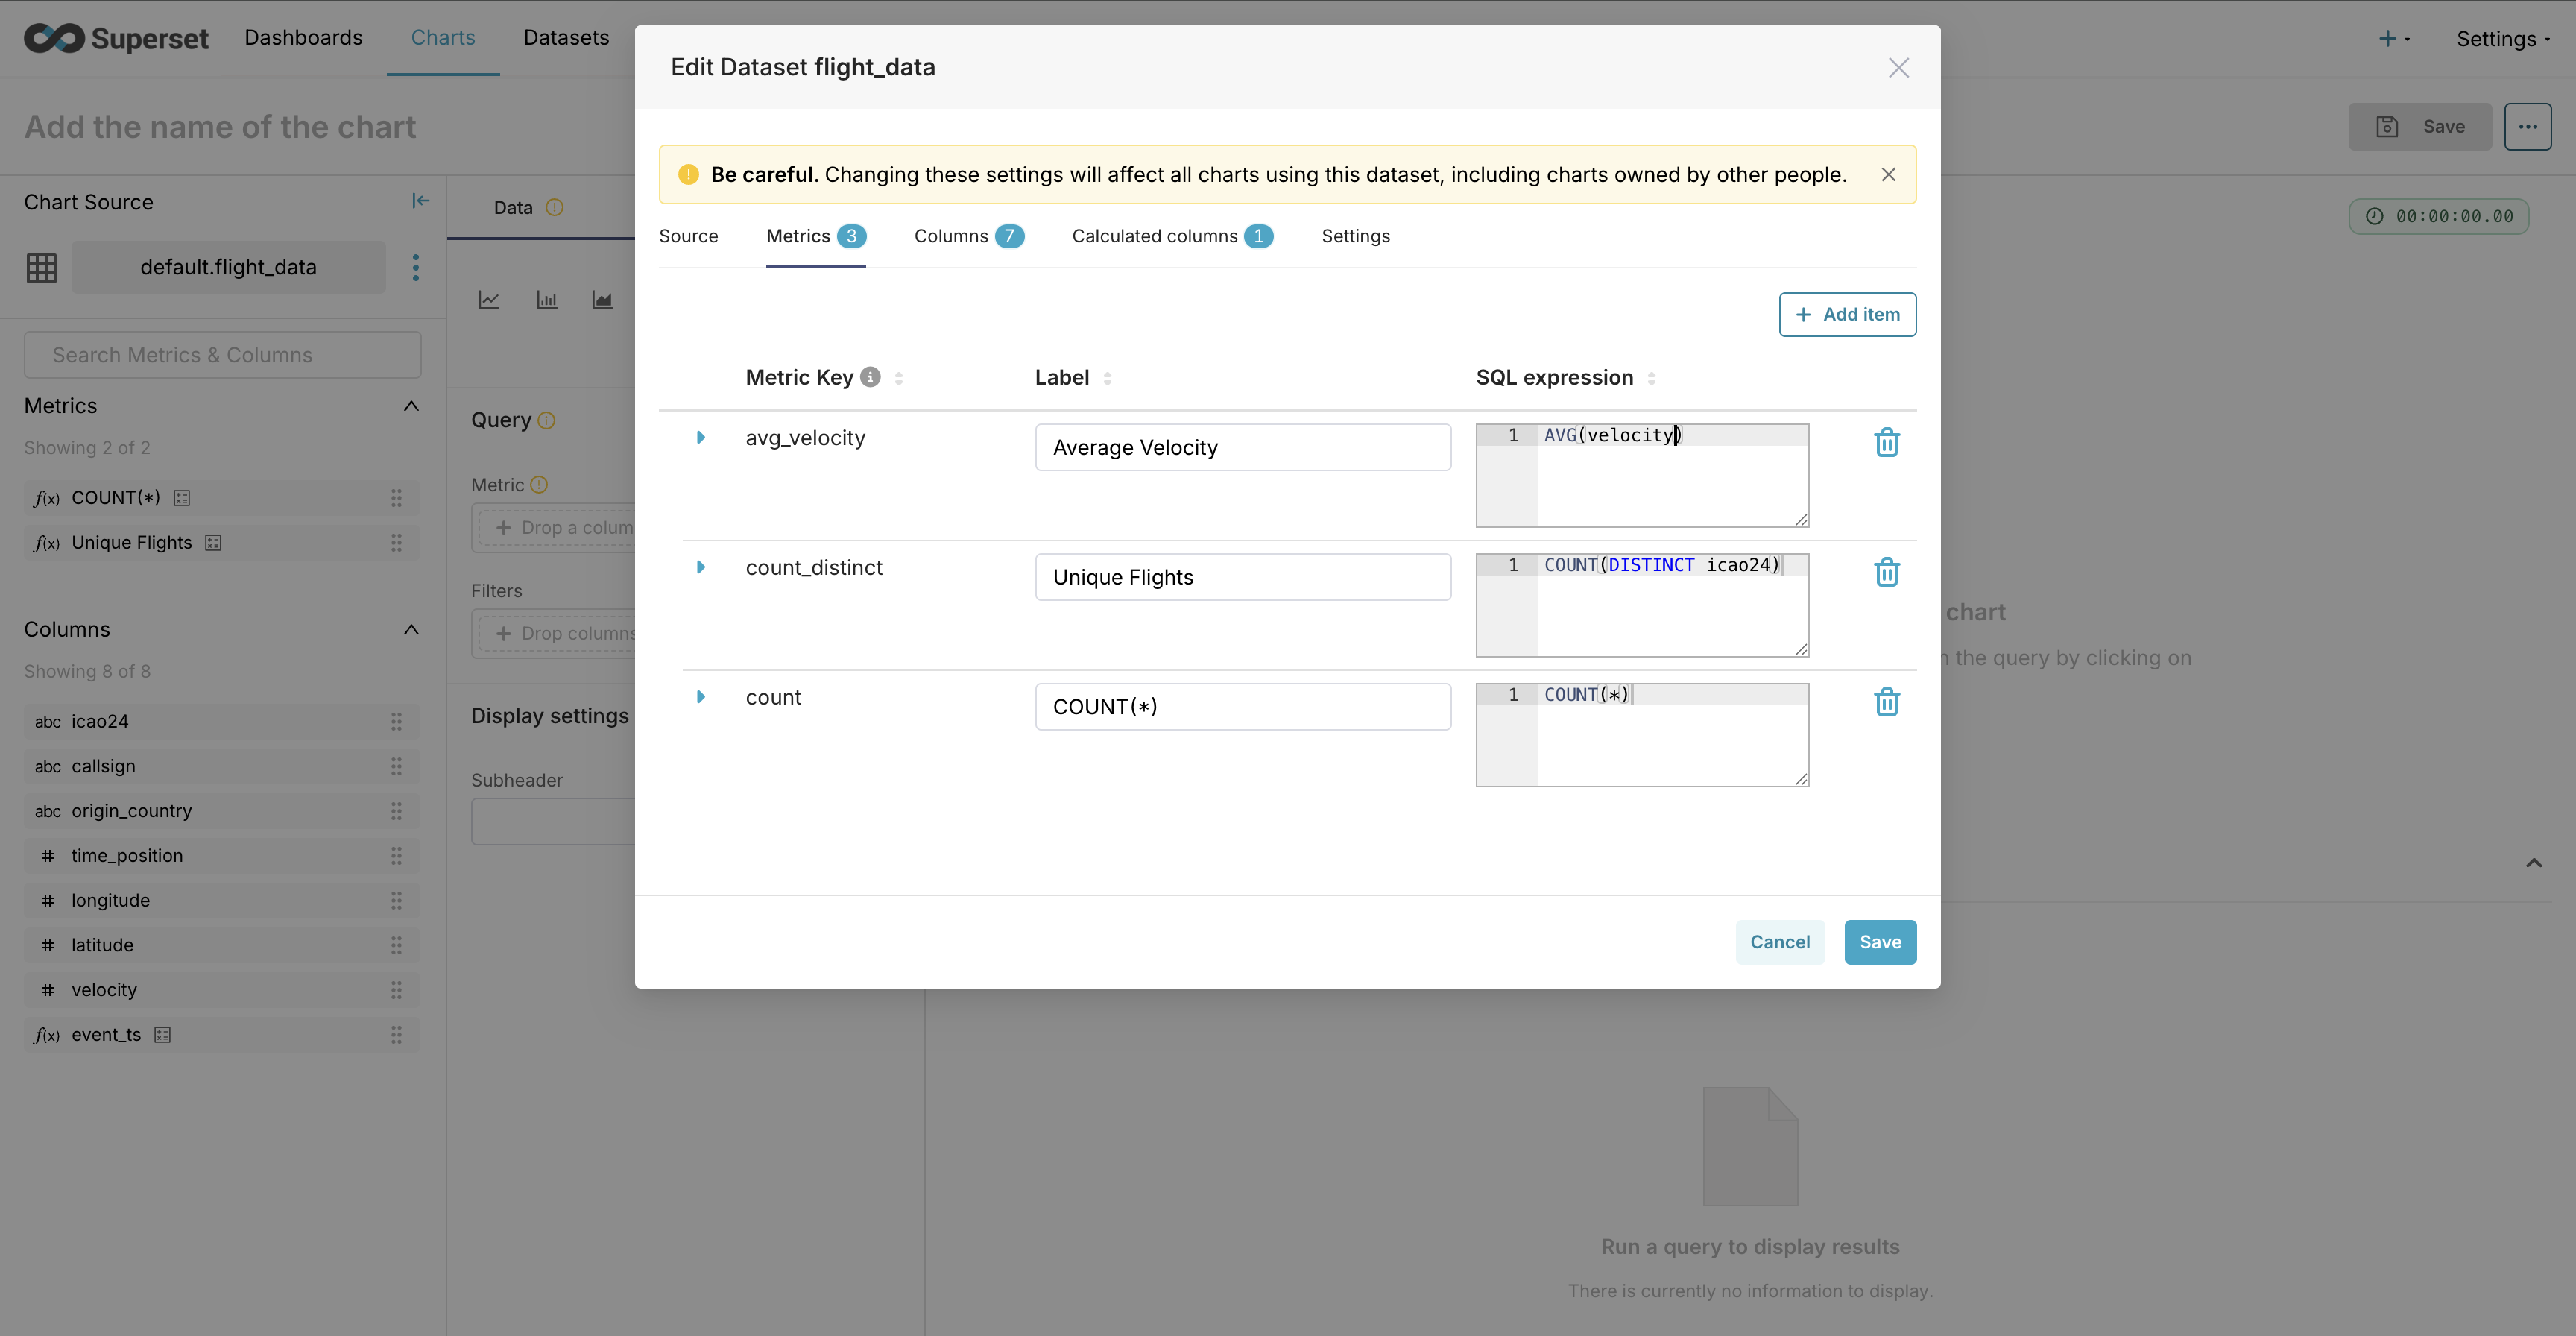 Superset
Dashboards
Charts
Datasets
Settings
Add the name of the chart
Save
Chart Source
default.flight_data
Search Metrics & Columns
Metrics
Showing 2 of 2
f(x) COUNT(*)
f(x) Unique Flights
Columns
Showing 8 of 8
abc icao24
abc callsign
abc origin_country
# time_position
# longitude
# latitude
# velocity
f(x) event_ts
Data
Query
Metric
Drop a colum
Filters
Drop columns
Display settings
Subheader
Edit Dataset flight_data
Be careful. Changing these settings will affect all charts using this dataset, including charts owned by other people.
Source
Metrics 3
Columns 7
Calculated columns 1
Settings
+ Add item
Metric Key
Label
SQL expression
avg_velocity
Average Velocity
1 AVG(velocity)
count_distinct
Unique Flights
1 COUNT(DISTINCT icao24)
count
COUNT(*)
1 COUNT(*)
Cancel
Save
00:00:00.00
chart
the query by clicking on
Run a query to display results
There is currently no information to display.